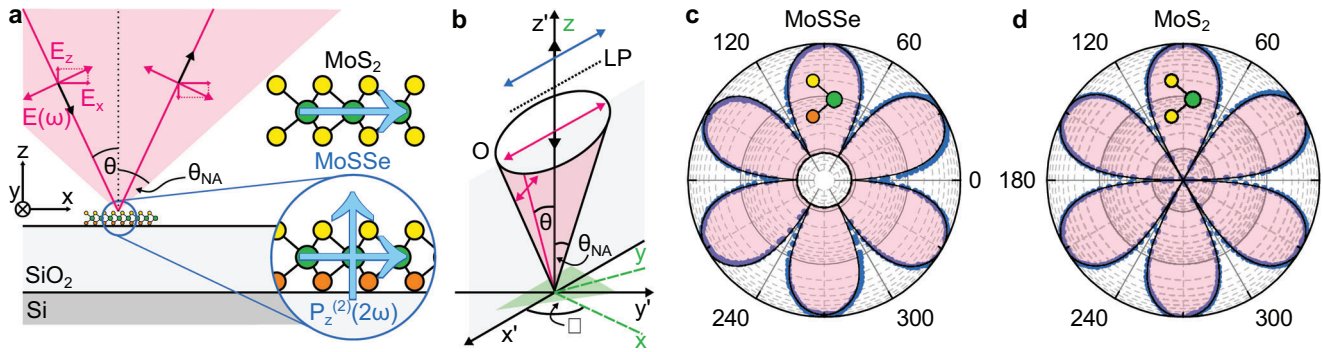 a
E_z
E_x
E(ω)
θ
θ_NA
z
y
x
MoS₂
MoSSe
P_z^(2)(2ω)
SiO₂
Si
b
z'
z
LP
O
θ
θ_NA
y
y'
x'
□
x
c
MoSSe
120
60
0
240
300
d
MoS₂
120
60
180
240
300